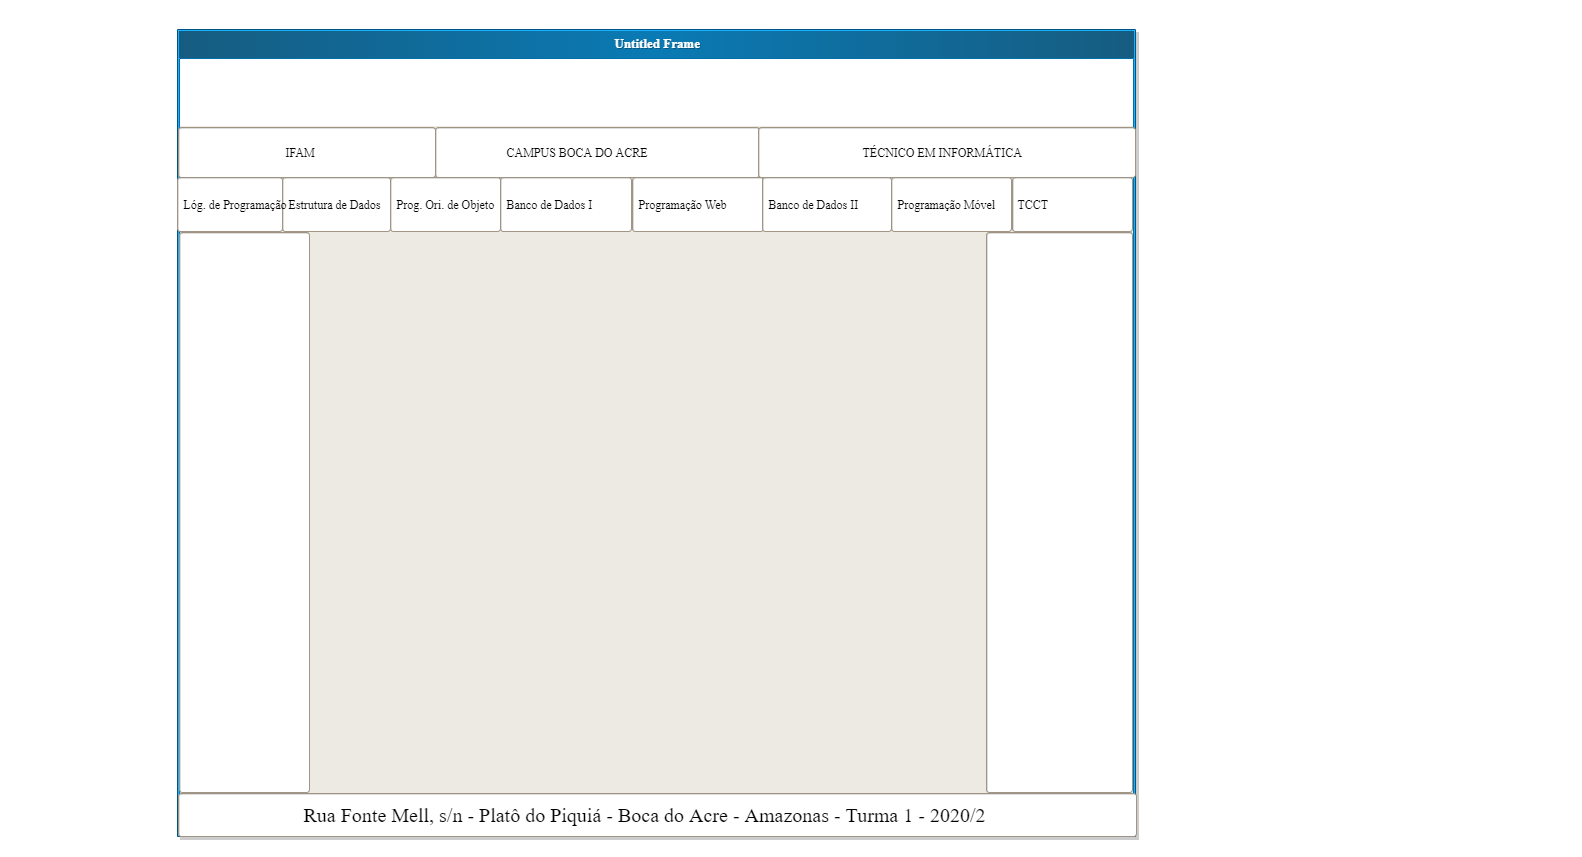 Untitled Frame
IFAM CAMPUS BOCA DO ACRE TÉCNICO EM INFORMÁTICA
Lóg. de Programação Estrutura de Dados Prog. Ori. de Objeto Banco de Dados I Programação Web Banco de Dados II Programação Móvel TCCT
Rua Fonte Mell, s/n - Platô do Piquiá - Boca do Acre - Amazonas - Turma 1 - 2020/2